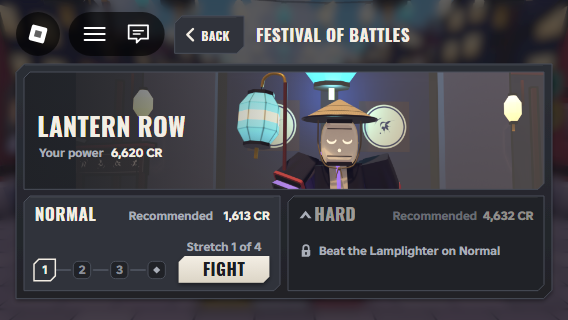 BACK
FESTIVAL OF BATTLES
LANTERN ROW
Your power 6,620 CR
NORMAL
Recommended 1,613 CR
Stretch 1 of 4
1 2 3
FIGHT
HARD
Recommended 4,632 CR
Beat the Lamplighter on Normal